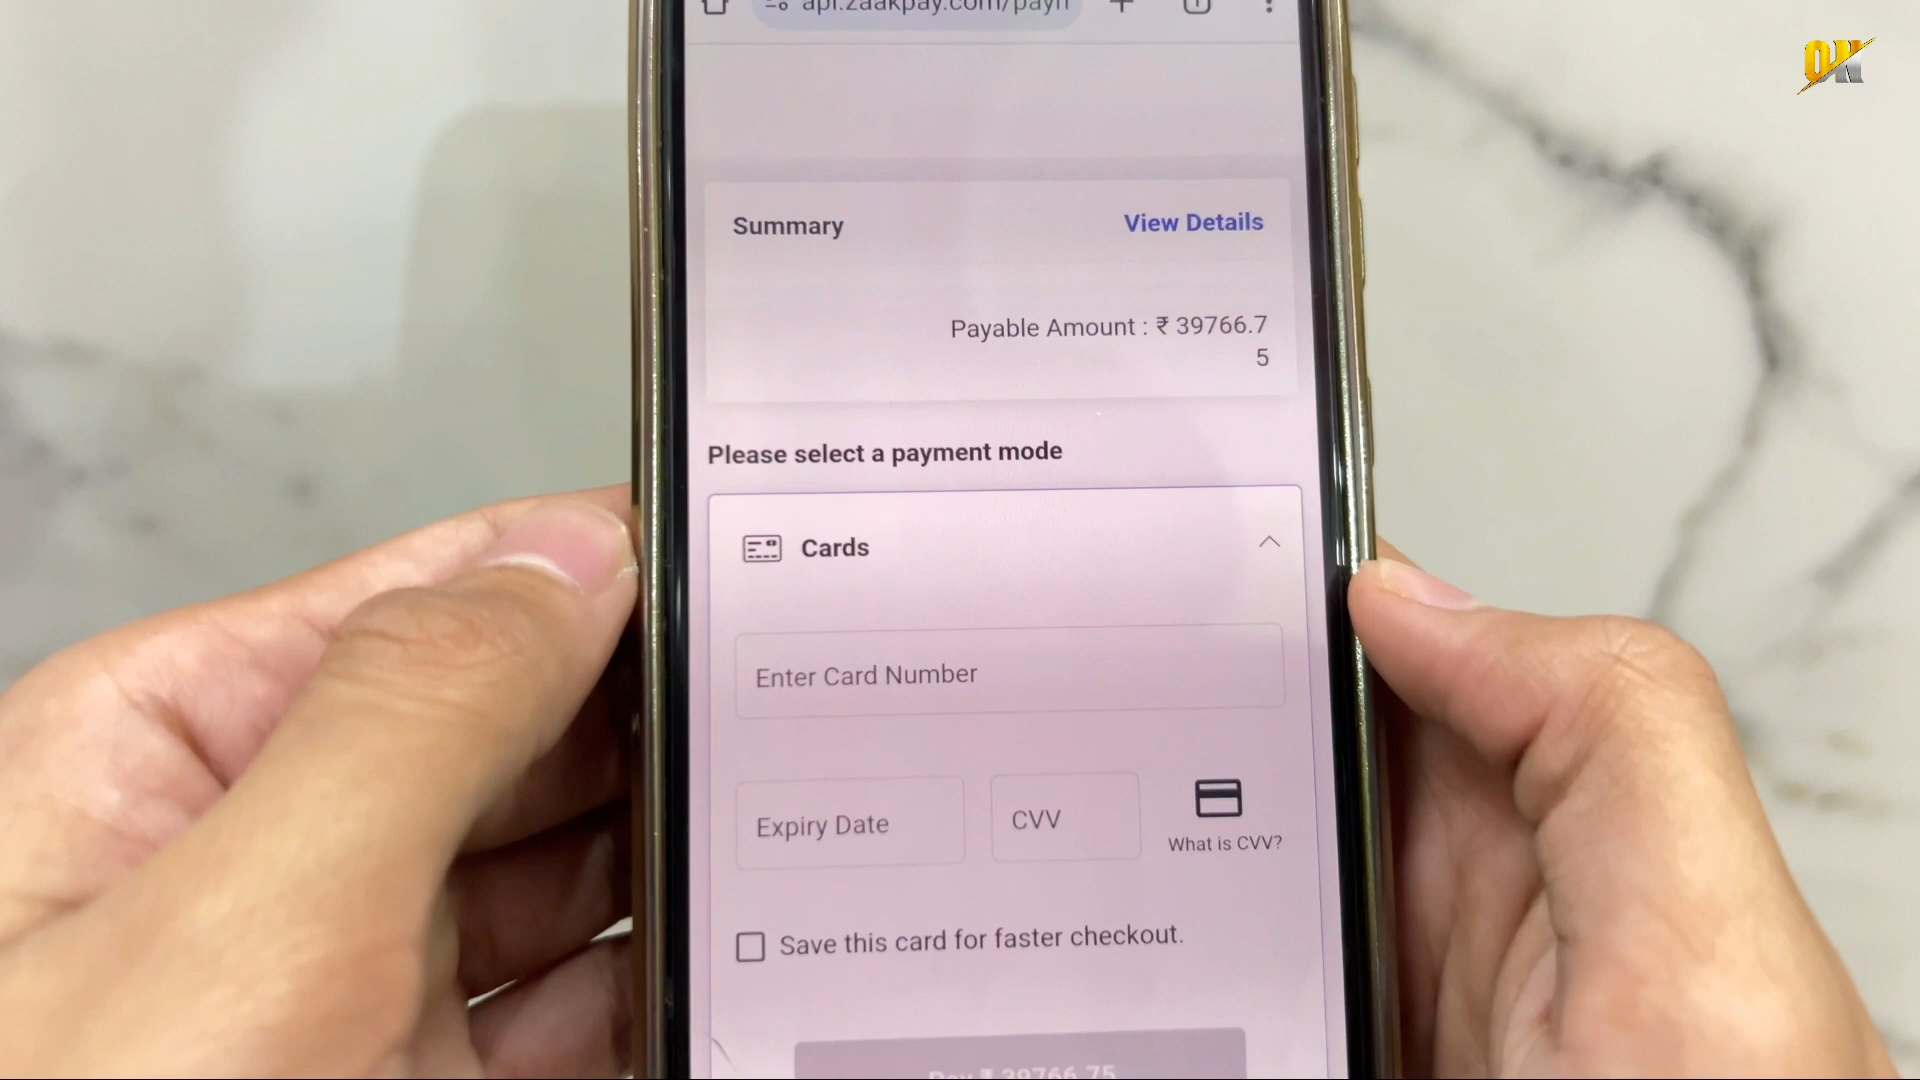 api.zaakpay.com/payn
ON
Summary
View Details
Payable Amount : ₹ 39766.7
5
Please select a payment mode
Cards
Enter Card Number
Expiry Date
CVV
What is CVV?
Save this card for faster checkout.
Pay ₹ 39766.75